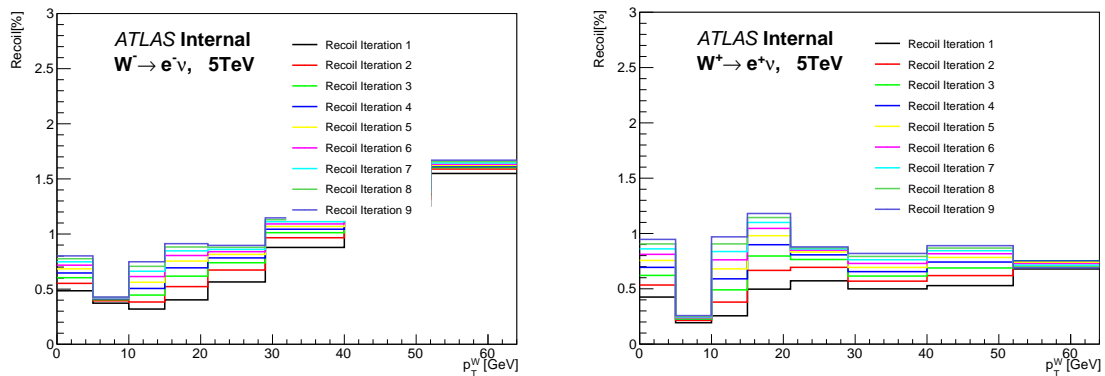 Recoil[%]
3
2.5
2
1.5
1
0.5
0
ATLAS Internal
W⁻→ e⁻ν, 5TeV
Recoil Iteration 1
Recoil Iteration 2
Recoil Iteration 3
Recoil Iteration 4
Recoil Iteration 5
Recoil Iteration 6
Recoil Iteration 7
Recoil Iteration 8
Recoil Iteration 9
0 10 20 30 40 50 60
p_T^W [GeV]
Recoil[%]
3
2.5
2
1.5
1
0.5
0
ATLAS Internal
W⁺→ e⁺ν, 5TeV
Recoil Iteration 1
Recoil Iteration 2
Recoil Iteration 3
Recoil Iteration 4
Recoil Iteration 5
Recoil Iteration 6
Recoil Iteration 7
Recoil Iteration 8
Recoil Iteration 9
0 10 20 30 40 50 60
p_T^W [GeV]